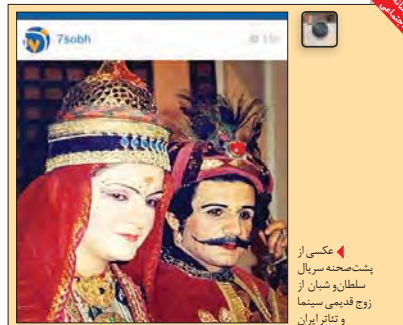 7sobh
عکسی از
پشت‌صحنه سریال
سلطان‌و شبان از
زوج قدیمی سینما
و تئاتر ایران